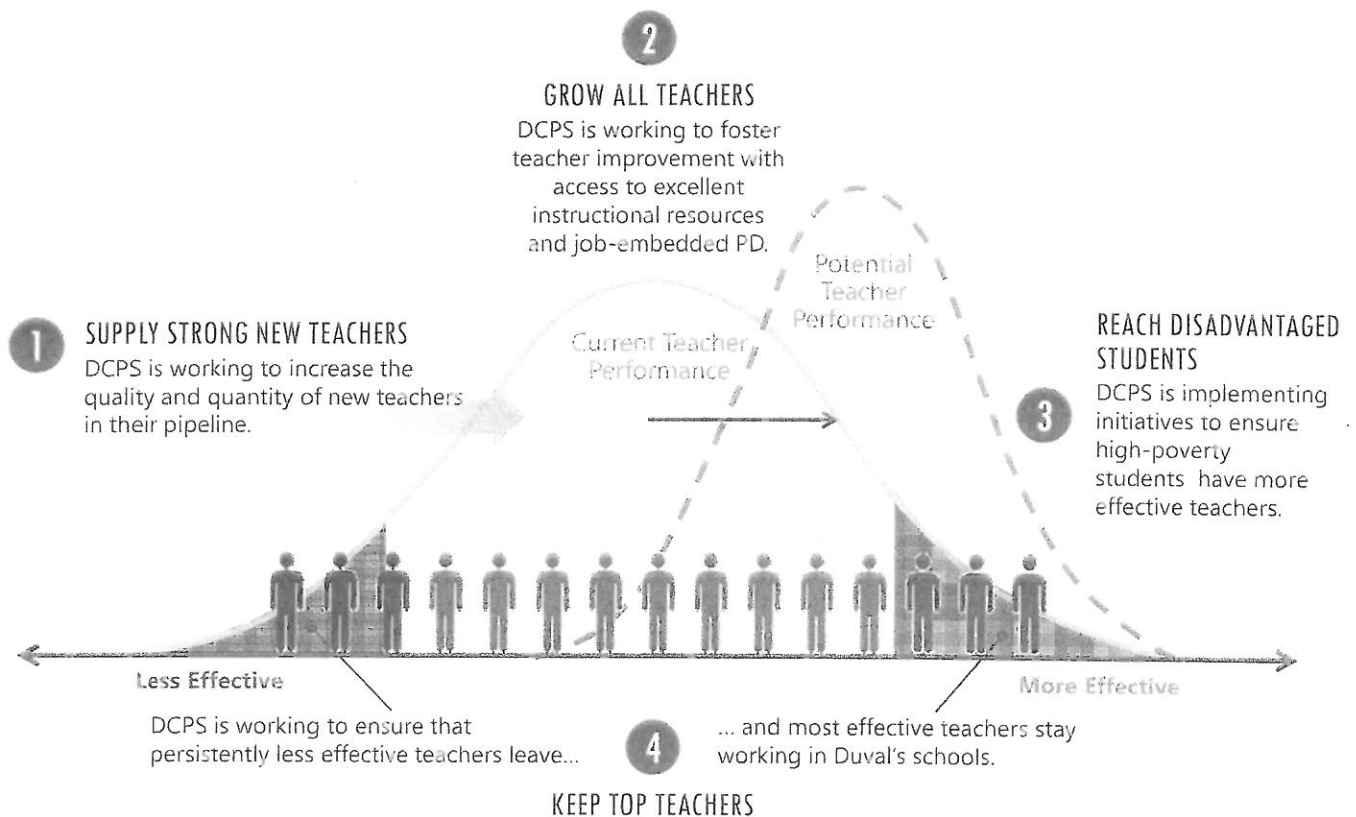 2
GROW ALL TEACHERS
DCPS is working to foster
teacher improvement with
access to excellent
instructional resources
and job-embedded PD.
Potential
Teacher
Performance
1
SUPPLY STRONG NEW TEACHERS
DCPS is working to increase the
quality and quantity of new teachers
in their pipeline.
Current Teacher
Performance
REACH DISADVANTAGED
STUDENTS
3
DCPS is implementing
initiatives to ensure
high-poverty
students have more
effective teachers.
Less Effective
More Effective
DCPS is working to ensure that
persistently less effective teachers leave...
4
... and most effective teachers stay
working in Duval's schools.
KEEP TOP TEACHERS